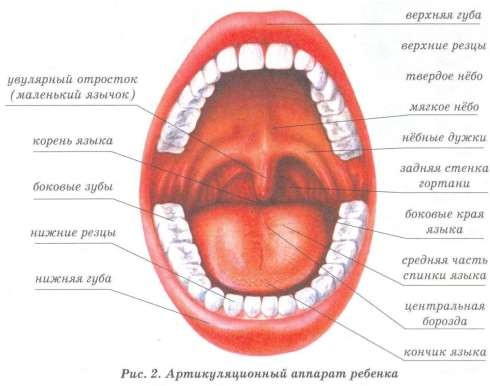 верхняя губа
верхние резцы
твердое нёбо
мягкое нёбо
нёбные дужки
задняя стенка
гортани
боковые края
языка
средняя часть
спинки языка
центральная
борозда
кончик языка
увулярный отросток
(маленький язычок)
корень языка
боковые зубы
нижние резцы
нижняя губа
Рис. 2. Артикуляционный аппарат ребенка